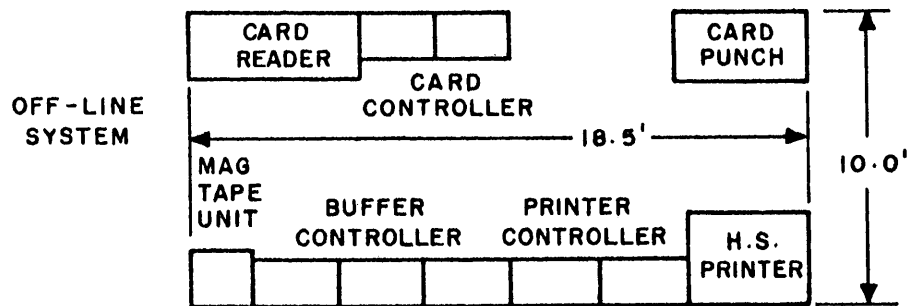 CARD
READER
CARD
CONTROLLER
CARD
PUNCH
OFF-LINE
SYSTEM
18.5'
10.0'
MAG
TAPE
UNIT
BUFFER
CONTROLLER
PRINTER
CONTROLLER
H.S.
PRINTER